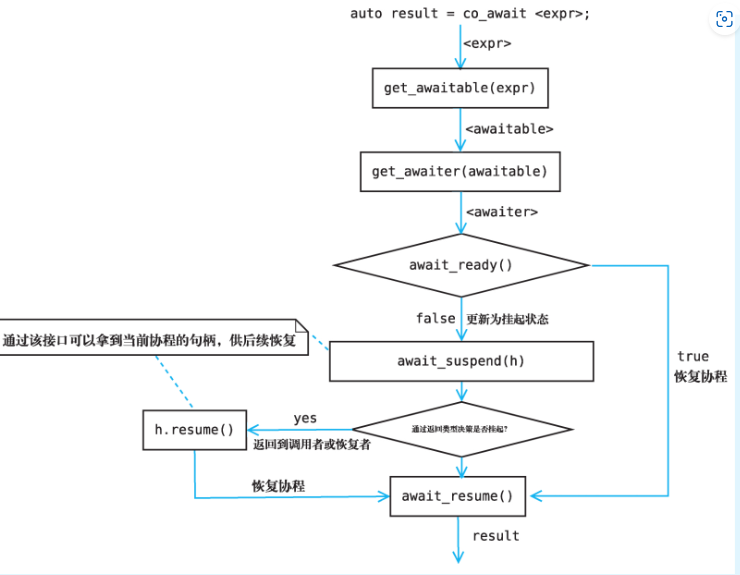 auto result = co_await <expr>;
<expr>
get_awaitable(expr)
<awaitable>
get_awaiter(awaitable)
<awaiter>
await_ready()
false 更新为挂起状态
通过该接口可以拿到当前协程的句柄，供后续恢复
await_suspend(h)
true
恢复协程
yes
h.resume()
通过返回类型决策是否挂起?
返回到调用者或恢复者
恢复协程
await_resume()
result